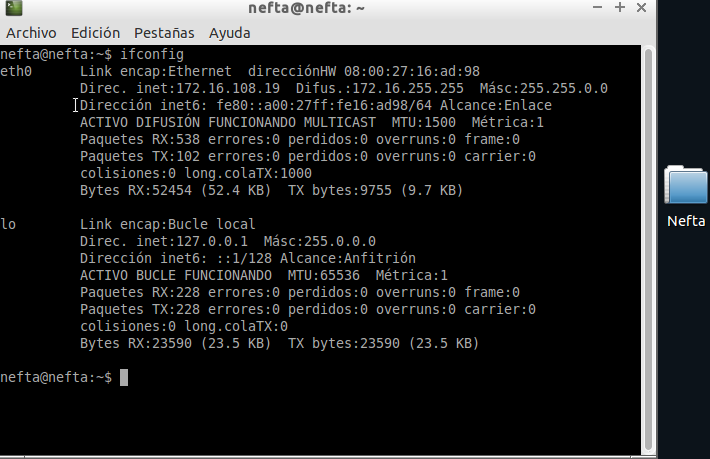 nefta@nefta: ~
Archivo Edición Pestañas Ayuda
nefta@nefta:~$ ifconfig
eth0 Link encap:Ethernet direcciónHW 08:00:27:16:ad:98
Direc. inet:172.16.108.19 Difus.:172.16.255.255 Másc:255.255.0.0
Dirección inet6: fe80::a00:27ff:fe16:ad98/64 Alcance:Enlace
ACTIVO DIFUSIÓN FUNCIONANDO MULTICAST MTU:1500 Métrica:1
Paquetes RX:538 errores:0 perdidos:0 overruns:0 frame:0
Paquetes TX:102 errores:0 perdidos:0 overruns:0 carrier:0
colisiones:0 long.colaTX:1000
Bytes RX:52454 (52.4 KB) TX bytes:9755 (9.7 KB)
lo Link encap:Bucle local
Direc. inet:127.0.0.1 Másc:255.0.0.0
Dirección inet6: ::1/128 Alcance:Anfitrión
ACTIVO BUCLE FUNCIONANDO MTU:65536 Métrica:1
Paquetes RX:228 errores:0 perdidos:0 overruns:0 frame:0
Paquetes TX:228 errores:0 perdidos:0 overruns:0 carrier:0
colisiones:0 long.colaTX:0
Bytes RX:23590 (23.5 KB) TX bytes:23590 (23.5 KB)
nefta@nefta:~$
Nefta